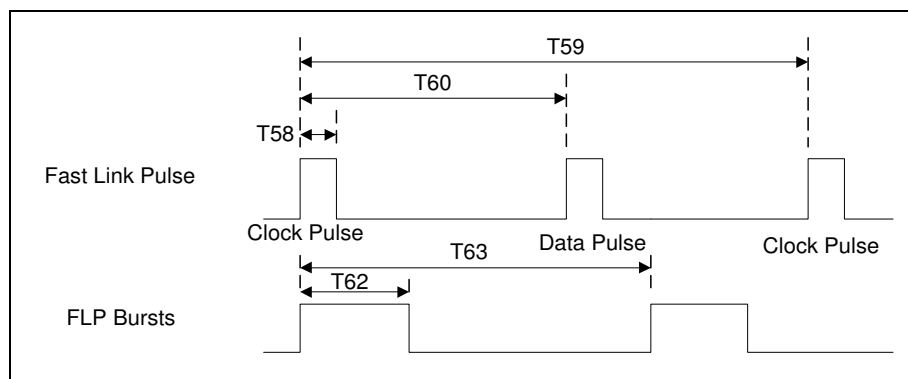 T59
T60
T58
Fast Link Pulse
Clock Pulse
Data Pulse
Clock Pulse
T63
T62
FLP Bursts